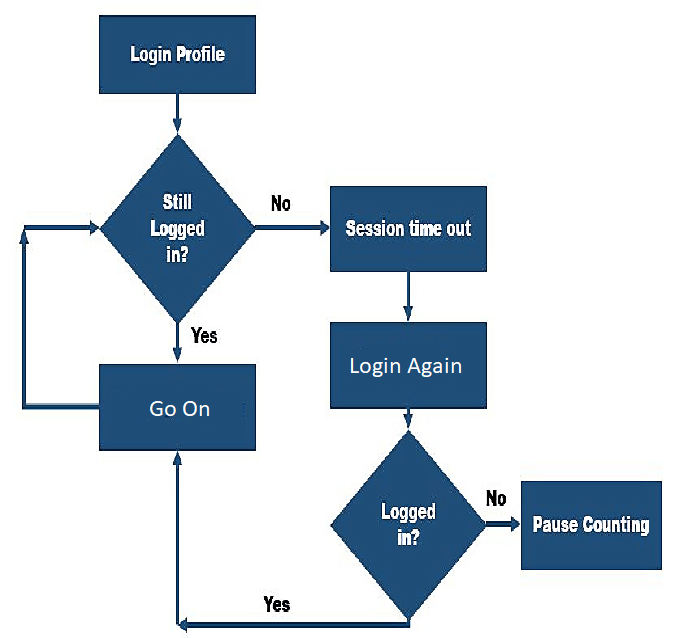 Login Profile
Still
Logged
in?
No
Session time out
Yes
Login Again
Go On
Logged
in?
No
Pause Counting
Yes